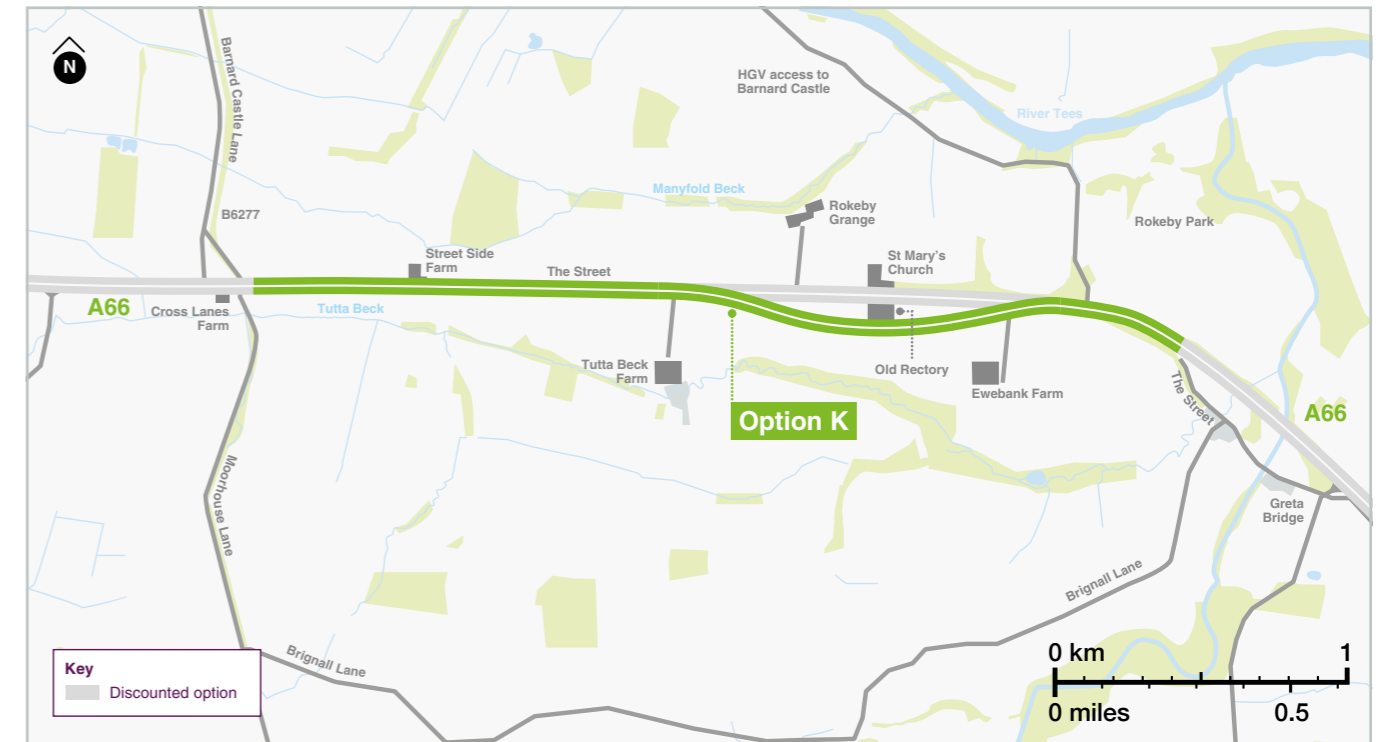 N
Barnard Castle Lane
HGV access to
Barnard Castle
River Tees
Manyfold Beck
Rokeby
Grange
Rokeby Park
B6277
Street Side
Farm
The Street
St Mary's
Church
A66
Cross Lanes
Farm
Tutta Beck
Tutta Beck
Farm
Old Rectory
Ewebank Farm
The Street
A66
Option K
Moorhouse Lane
Greta
Bridge
Brignall Lane
Brignall Lane
Key
Discounted option
0 km
1
0 miles
0.5